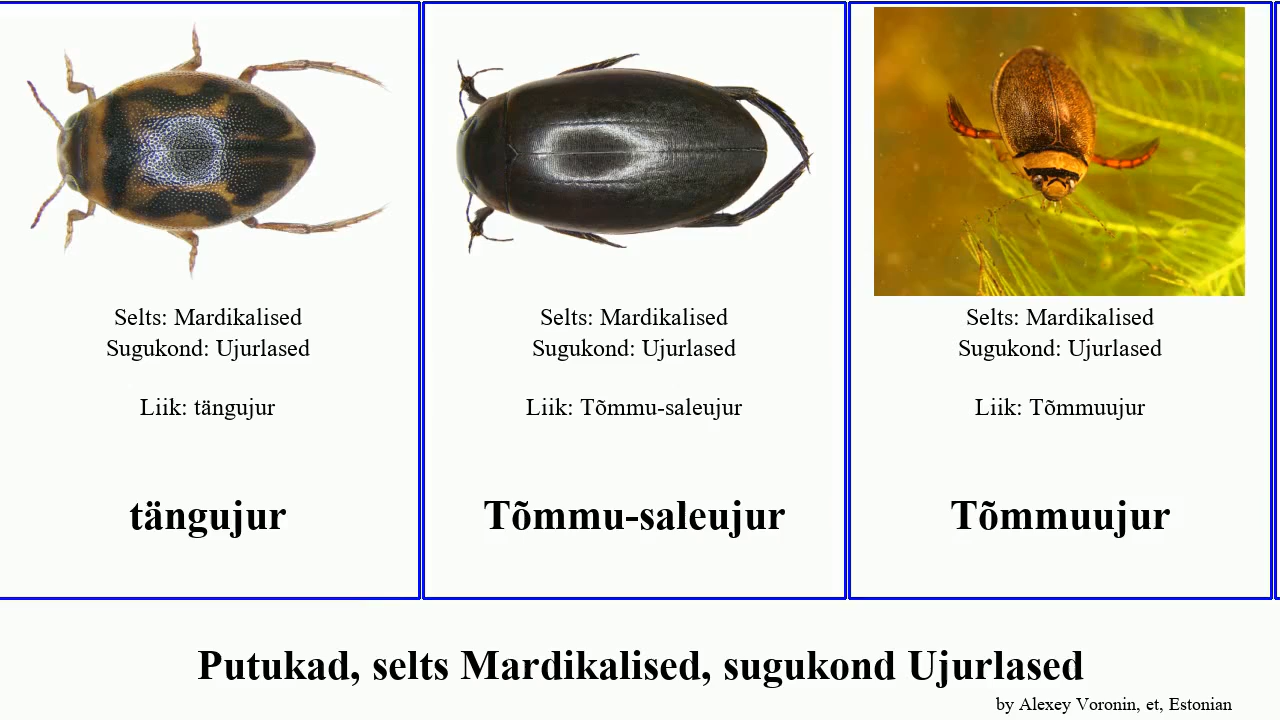 Selts: Mardikalised
Sugukond: Ujurlased
Liik: tängujur
tängujur
Selts: Mardikalised
Sugukond: Ujurlased
Liik: Tõmmu-saleujur
Tõmmu-saleujur
Selts: Mardikalised
Sugukond: Ujurlased
Liik: Tõmmuujur
Tõmmuujur
Putukad, selts Mardikalised, sugukond Ujurlased
by Alexey Voronin, et, Estonian